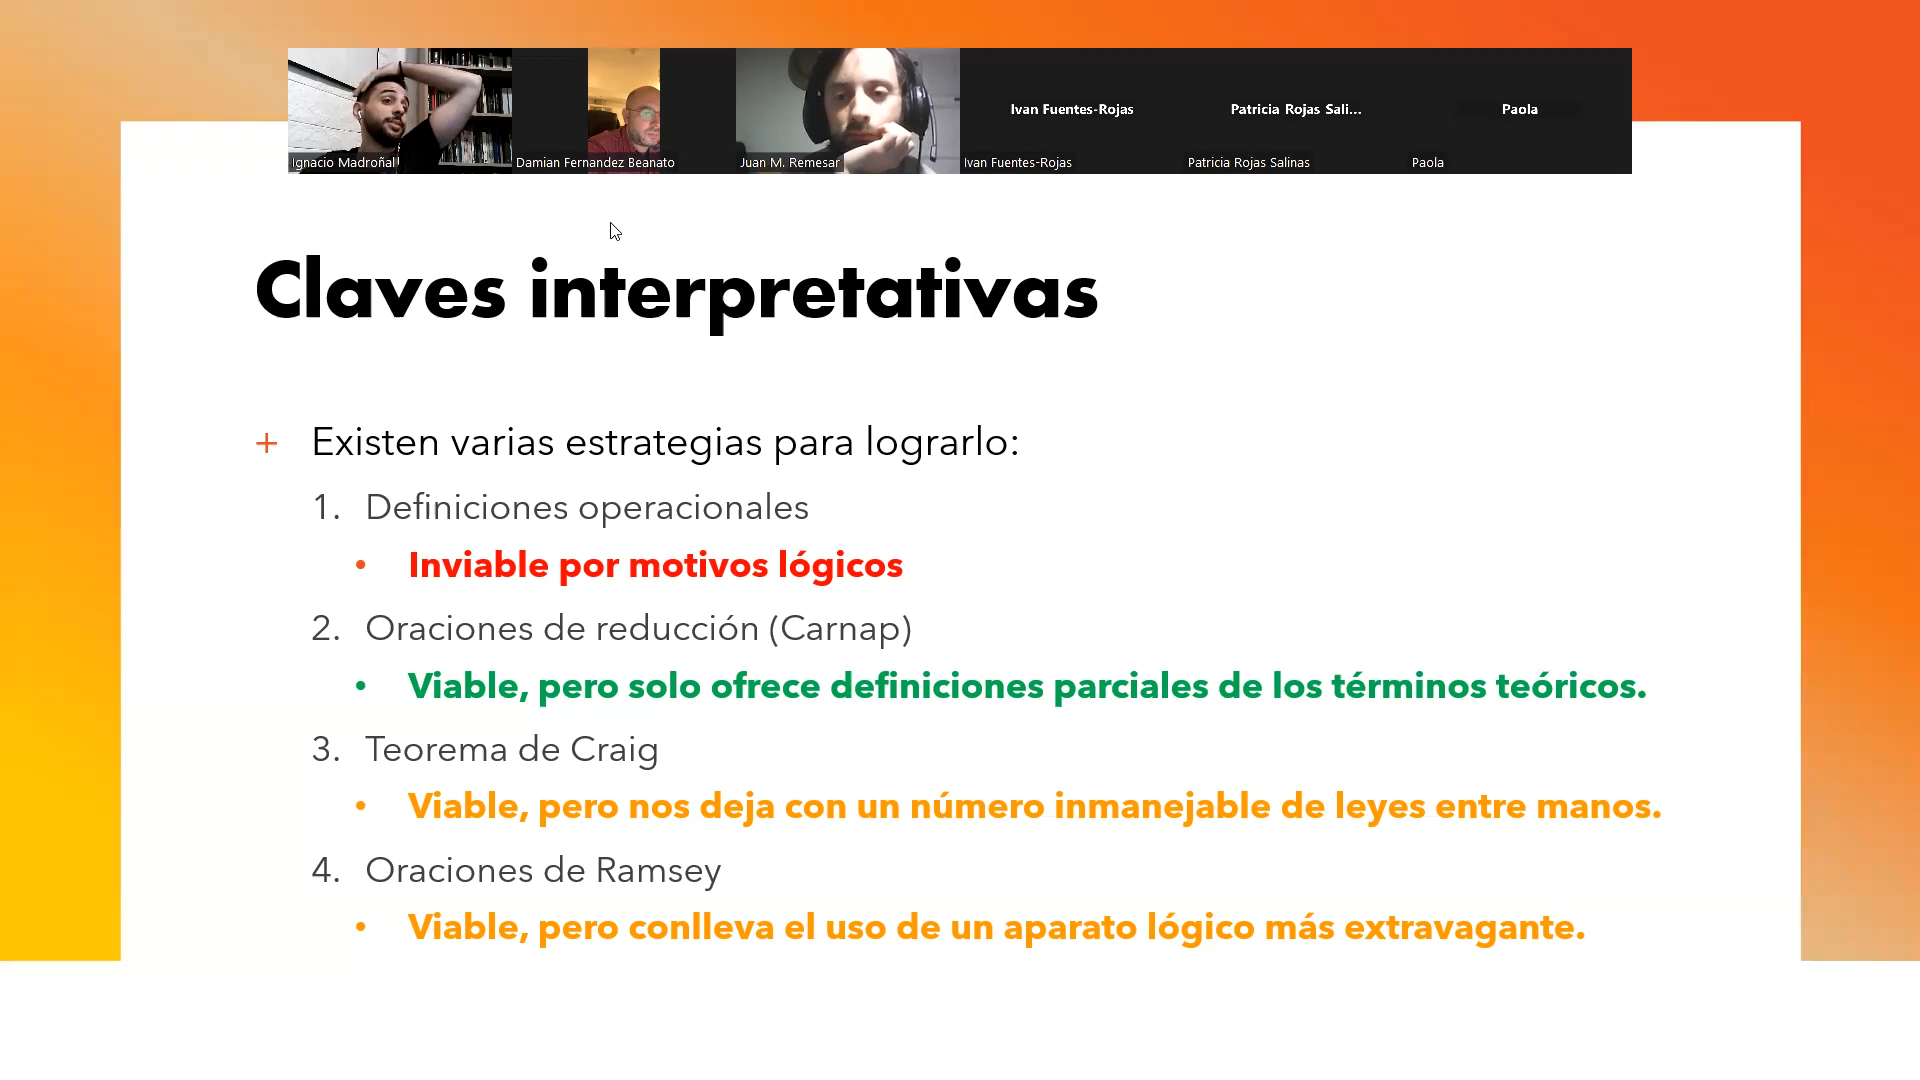 Ivan Fuentes-Rojas
Patricia Rojas Sali...
Paola
Ignacio Madroñal
Damian Fernandez Beanato
Juan M. Remesar
Ivan Fuentes-Rojas
Patricia Rojas Salinas
Paola
Claves interpretativas
+ Existen varias estrategias para lograrlo:
1. Definiciones operacionales
• Inviable por motivos lógicos
2. Oraciones de reducción (Carnap)
• Viable, pero solo ofrece definiciones parciales de los términos teóricos.
3. Teorema de Craig
• Viable, pero nos deja con un número inmanejable de leyes entre manos.
4. Oraciones de Ramsey
• Viable, pero conlleva el uso de un aparato lógico más extravagante.